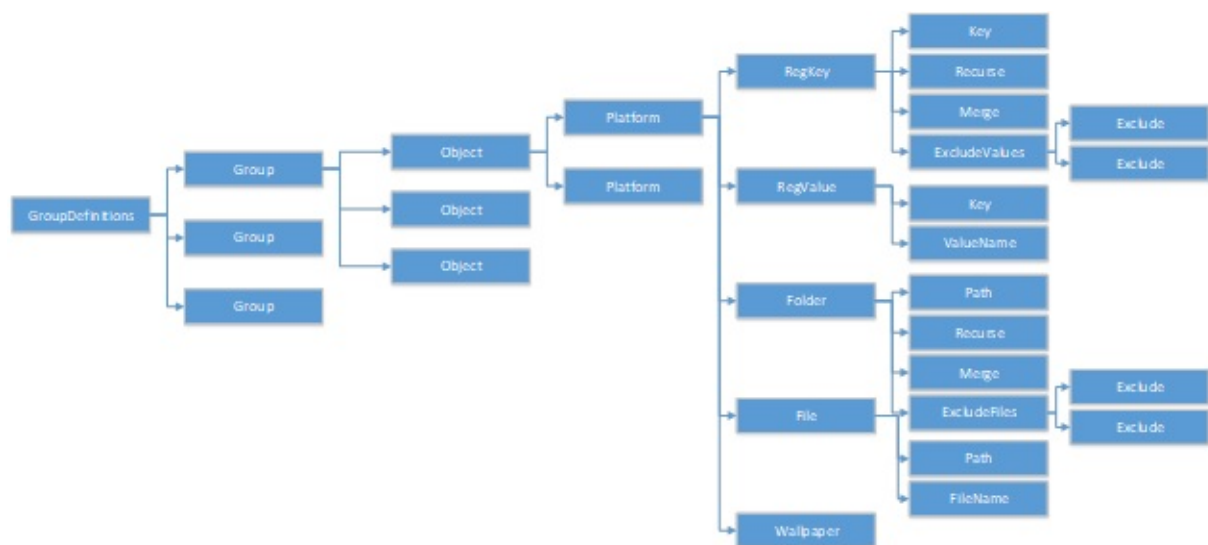 GroupDefinitions
Group
Group
Group
Object
Object
Object
Platform
Platform
RegKey
RegValue
Folder
File
Wallpaper
Key
Recurse
Merge
ExcludeValues
Key
ValueName
Path
Recurse
Merge
ExcludeFiles
Path
FileName
Exclude
Exclude
Exclude
Exclude